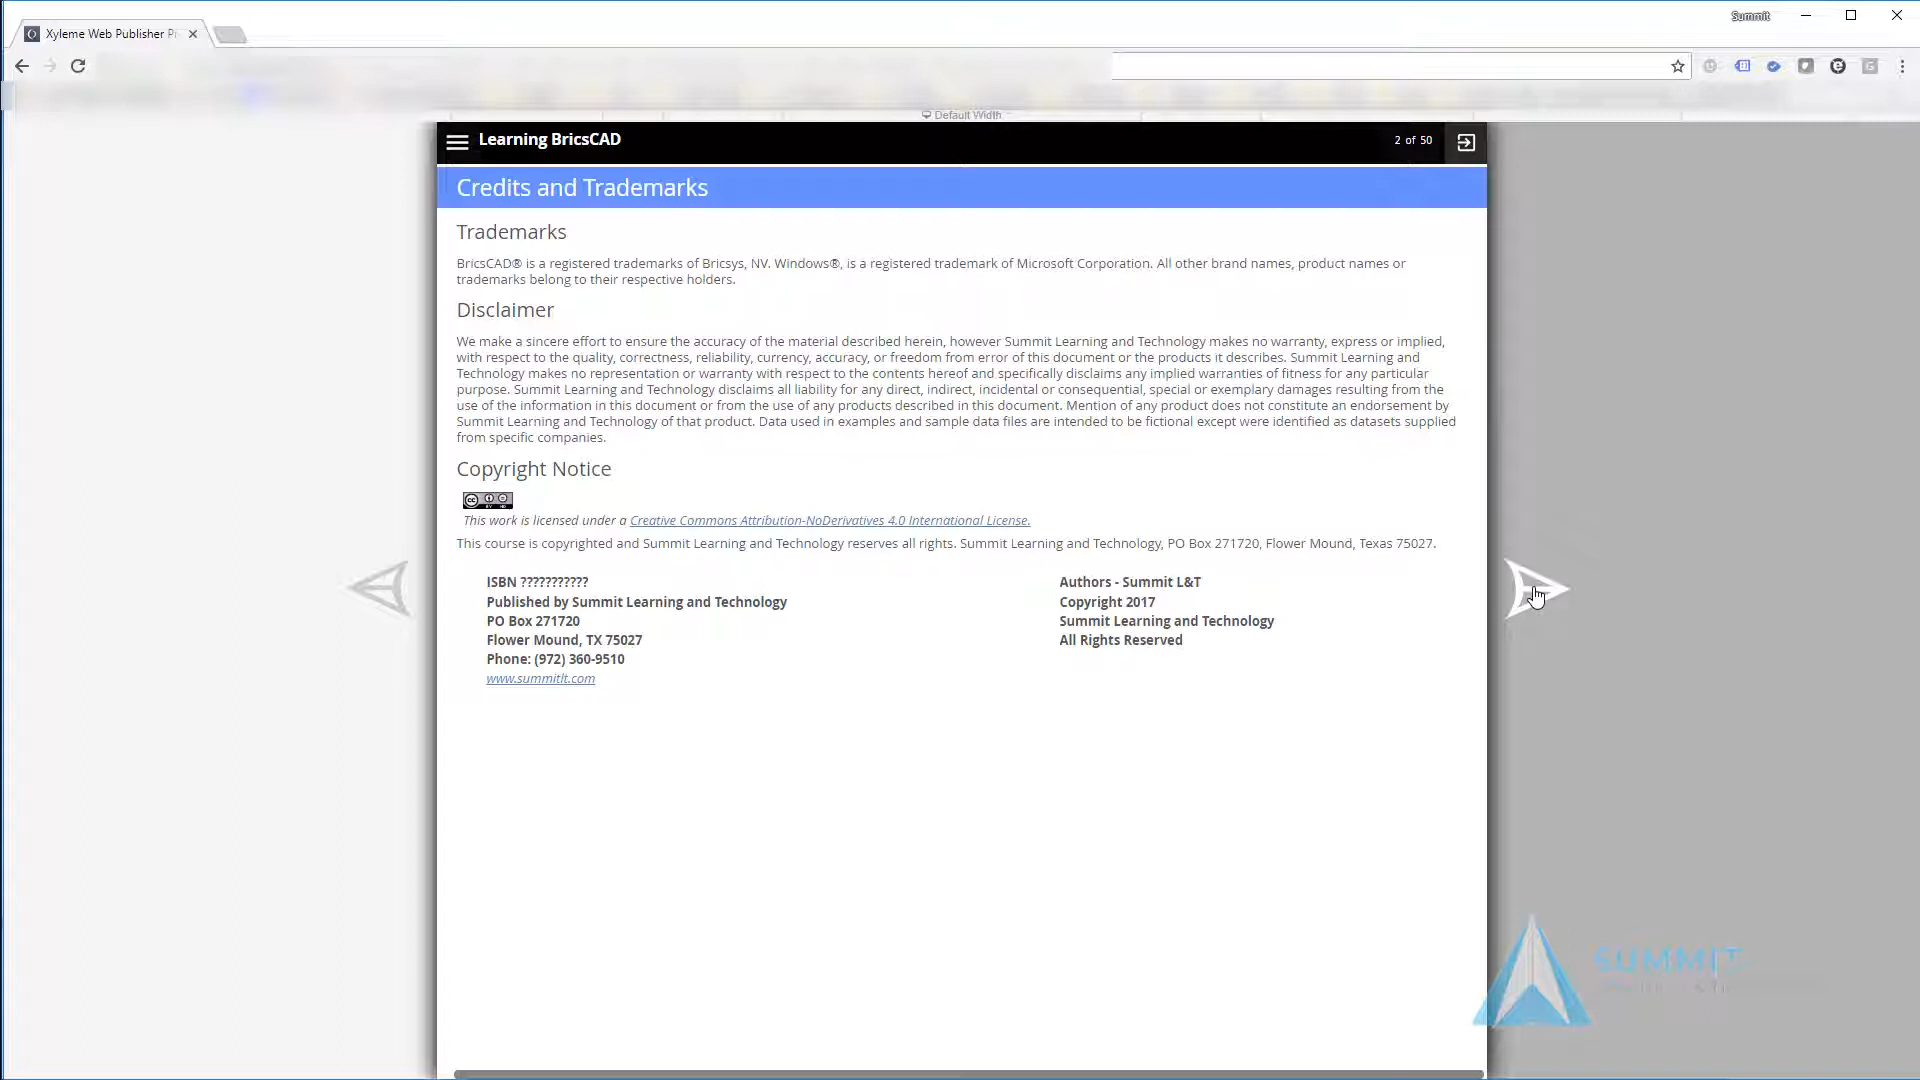 Summit
Xyleme Web Publisher P
Default Width
Learning BricsCAD
2 of 50
Credits and Trademarks
Trademarks
BricsCAD® is a registered trademarks of Bricsys, NV. Windows®, is a registered trademark of Microsoft Corporation. All other brand names, product names or
trademarks belong to their respective holders.
Disclaimer
We make a sincere effort to ensure the accuracy of the material described herein, however Summit Learning and Technology makes no warranty, express or implied,
with respect to the quality, correctness, reliability, currency, accuracy, or freedom from error of this document or the products it describes. Summit Learning and
Technology makes no representation or warranty with respect to the contents hereof and specifically disclaims any implied warranties of fitness for any particular
purpose. Summit Learning and Technology disclaims all liability for any direct, indirect, incidental or consequential, special or exemplary damages resulting from the
use of the information in this document or from the use of any products described in this document. Mention of any product does not constitute an endorsement by
Summit Learning and Technology of that product. Data used in examples and sample data files are intended to be fictional except were identified as datasets supplied
from specific companies.
Copyright Notice
This work is licensed under a Creative Commons Attribution-NoDerivatives 4.0 International License.
This course is copyrighted and Summit Learning and Technology reserves all rights. Summit Learning and Technology, PO Box 271720, Flower Mound, Texas 75027.
ISBN ???????????
Published by Summit Learning and Technology
PO Box 271720
Flower Mound, TX 75027
Phone: (972) 360-9510
www.summitlt.com
Authors - Summit L&T
Copyright 2017
Summit Learning and Technology
All Rights Reserved
SUMMIT